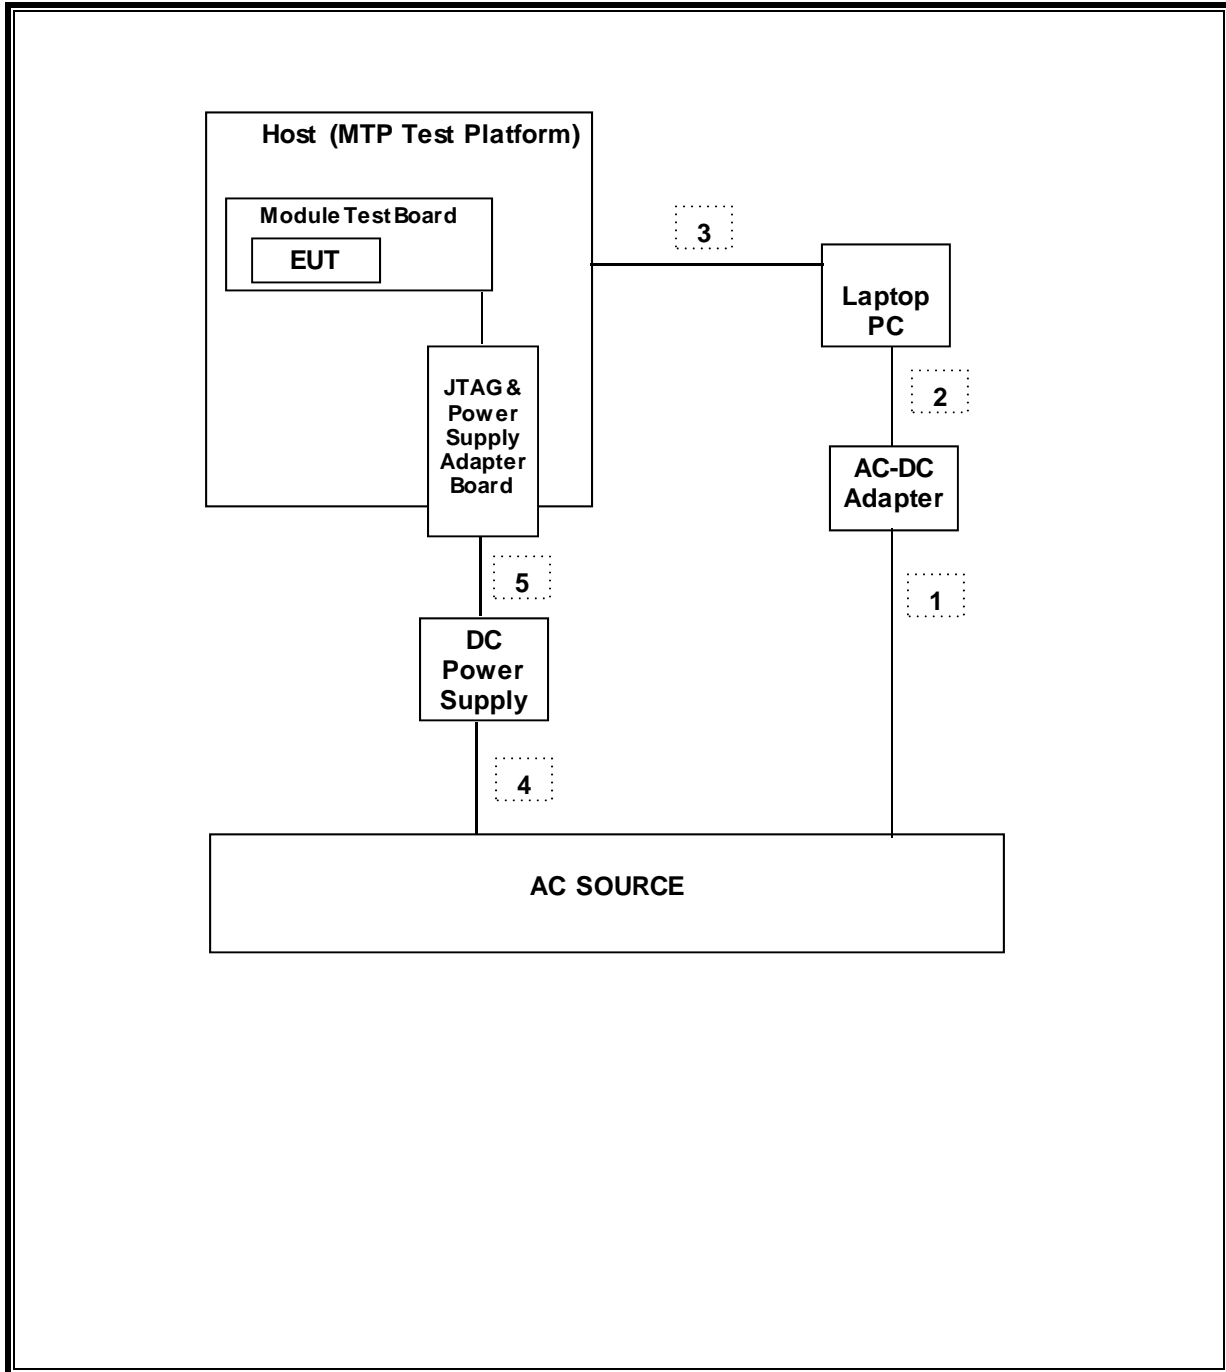 Host (MTP Test Platform)
Module Test Board
EUT
3
Laptop
PC
JTAG &
Power
Supply
Adapter
Board
2
AC-DC
Adapter
5
1
DC
Power
Supply
4
AC SOURCE